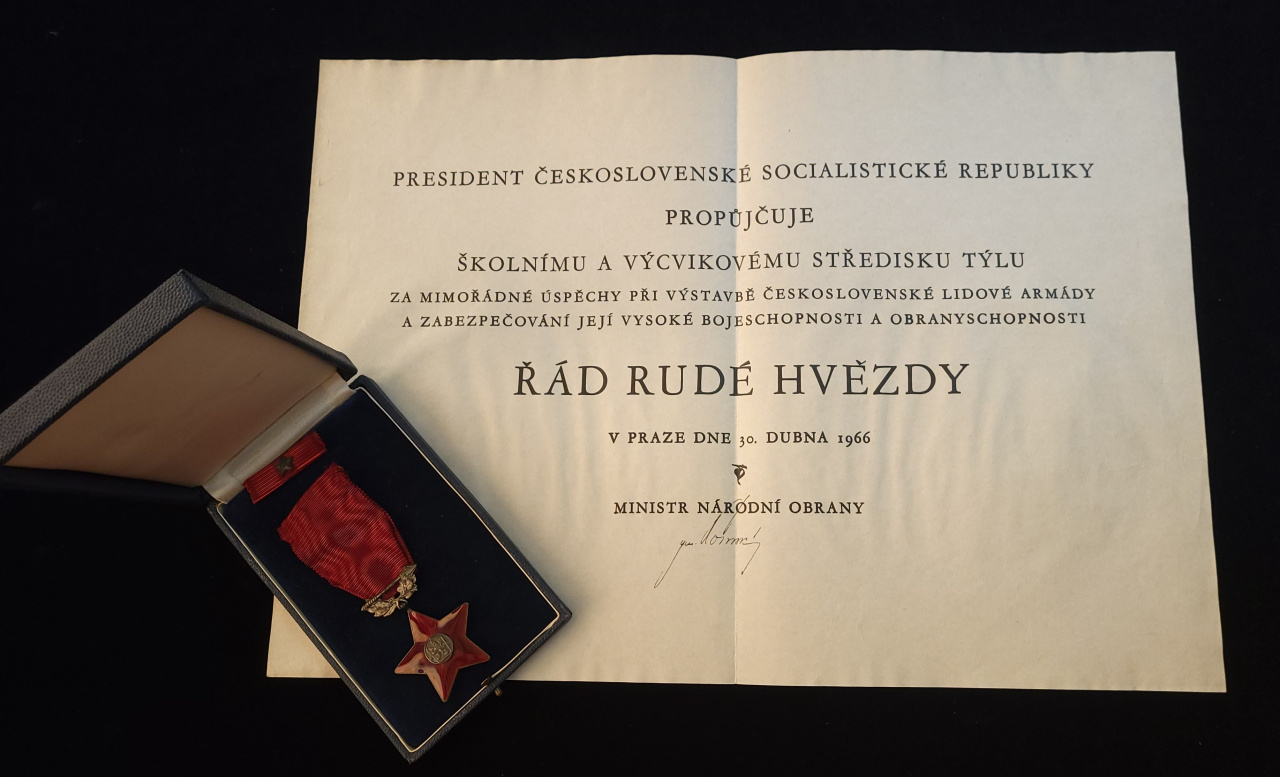 PRESIDENT ČESKOSLOVENSKÉ SOCIALISTICKÉ REPUBLIKY
PROPŮJČUJE
ŠKOLNÍMU A VÝCVIKOVÉMU STŘEDISKU TÝLU
ZA MIMOŘÁDNÉ ÚSPĚCHY PŘI VÝSTAVBĚ ČESKOSLOVENSKÉ LIDOVÉ ARMÁDY
A ZABEZPEČOVÁNÍ JEJÍ VYSOKÉ BOJESCHOPNOSTI A OBRANYSCHOPNOSTI
ŘÁD RUDÉ HVĚZDY
V PRAZE DNE 30. DUBNA 1966
MINISTR NÁRODNÍ OBRANY